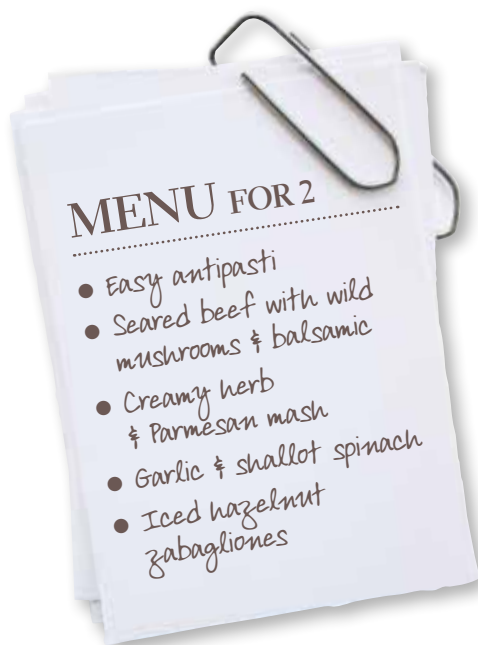 MENU FOR 2
● Easy antipasti
● Seared beef with wild
mushrooms & balsamic
● Creamy herb
& Parmesan mash
● Garlic & shallot spinach
● Iced hazelnut
zabagliones